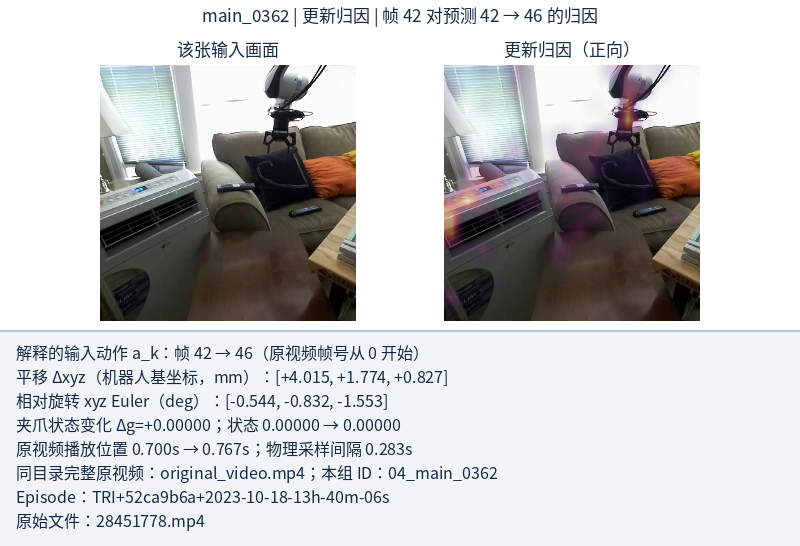 main_0362 | 更新归因 | 帧 42 对预测 42 → 46 的归因
该张输入画面
更新归因（正向）
解释的输入动作 a_k：帧 42 → 46（原视频帧号从 0 开始）
平移 Δxyz（机器人基坐标，mm）：[+4.015, +1.774, +0.827]
相对旋转 xyz Euler（deg）：[-0.544, -0.832, -1.553]
夹爪状态变化 Δg=+0.00000；状态 0.00000 → 0.00000
原视频播放位置 0.700s → 0.767s；物理采样间隔 0.283s
同目录完整原视频：original_video.mp4；本组 ID：04_main_0362
Episode：TRI+52ca9b6a+2023-10-18-13h-40m-06s
原始文件：28451778.mp4